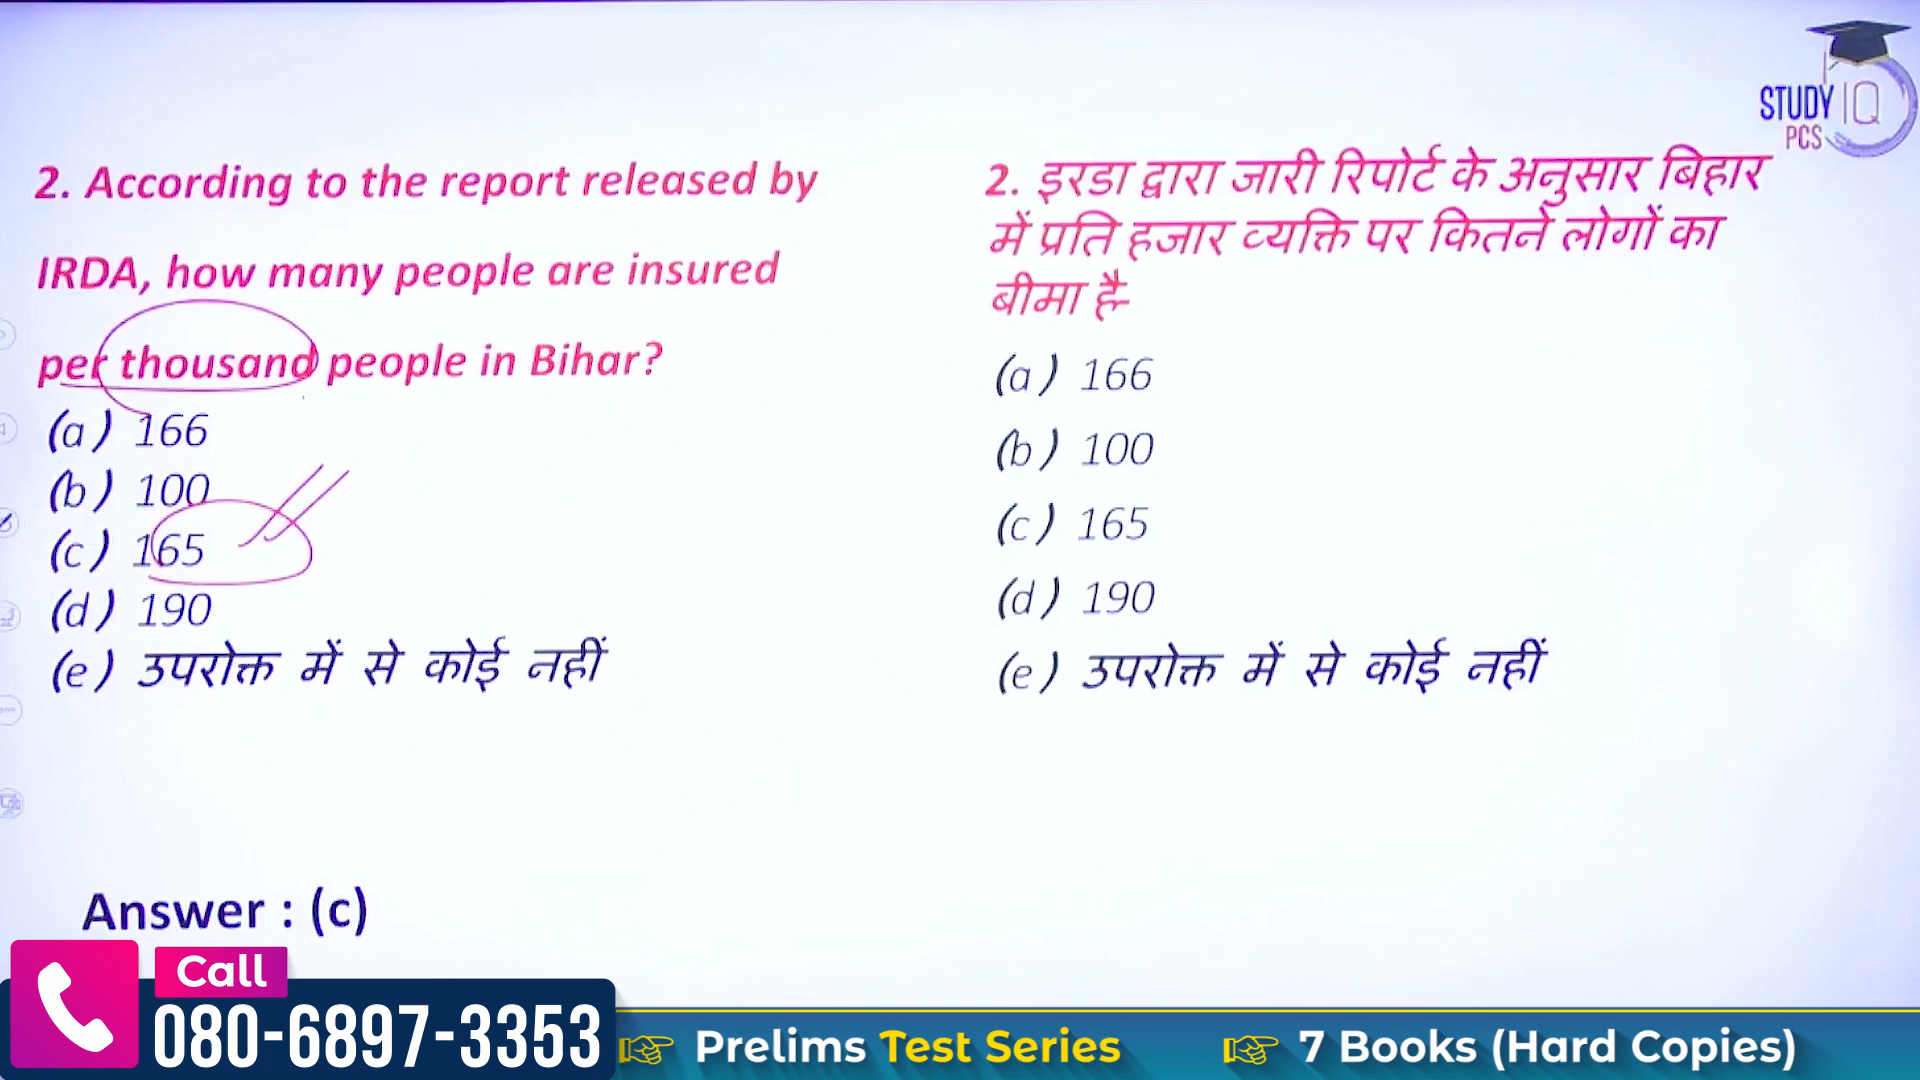 STUDY IQ
PCS
2. According to the report released by
IRDA, how many people are insured
per thousand people in Bihar?
(a) 166
(b) 100
(c) 165
(d) 190
(e) उपरोक्त में से कोई नहीं
2. इरडा द्वारा जारी रिपोर्ट के अनुसार बिहार
में प्रति हजार व्यक्ति पर कितने लोगों का
बीमा है-
(a) 166
(b) 100
(c) 165
(d) 190
(e) उपरोक्त में से कोई नहीं
Answer : (c)
Call
080-6897-3353
Prelims Test Series
7 Books (Hard Copies)